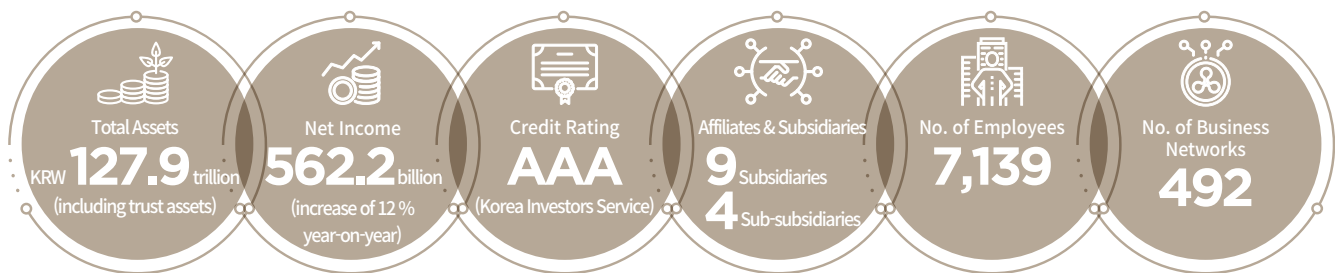 Total Assets
KRW 127.9 trillion
(including trust assets)
Net Income
562.2 billion
(increase of 12 %
year-on-year)
Credit Rating
AAA
(Korea Investors Service)
Affiliates & Subsidiaries
9 Subsidiaries
4 Sub-subsidiaries
No. of Employees
7,139
No. of Business
Networks
492